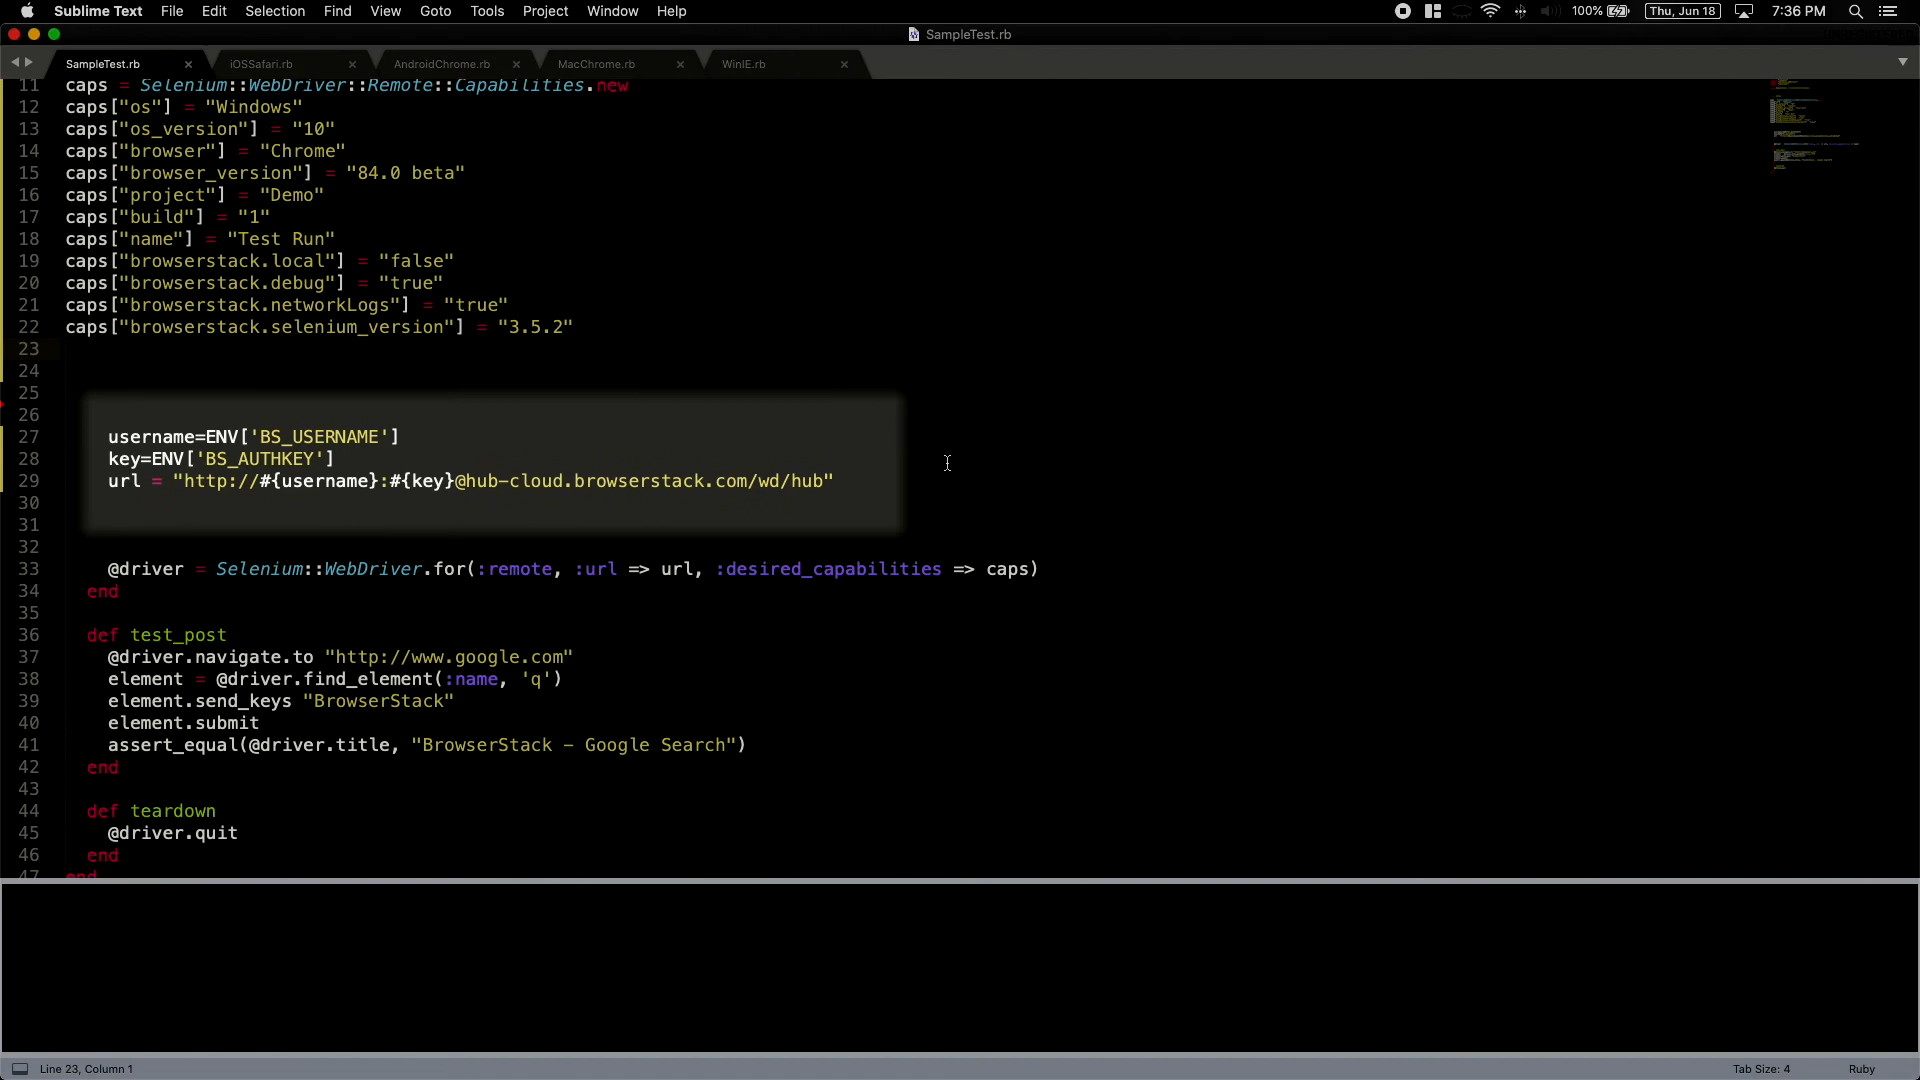 Sublime Text File Edit Selection Find View Goto Tools Project Window Help 100% Thu, Jun 18 7:36 PM
SampleTest.rb
SampleTest.rb iOSSafari.rb AndroidChrome.rb MacChrome.rb WinIE.rb
11 caps = Selenium::WebDriver::Remote::Capabilities.new
12 caps["os"] = "Windows"
13 caps["os_version"] = "10"
14 caps["browser"] = "Chrome"
15 caps["browser_version"] = "84.0 beta"
16 caps["project"] = "Demo"
17 caps["build"] = "1"
18 caps["name"] = "Test Run"
19 caps["browserstack.local"] = "false"
20 caps["browserstack.debug"] = "true"
21 caps["browserstack.networkLogs"] = "true"
22 caps["browserstack.selenium_version"] = "3.5.2"
23
24
25
26
27 username=ENV['BS_USERNAME']
28 key=ENV['BS_AUTHKEY']
29 url = "http://#{username}:#{key}@hub-cloud.browserstack.com/wd/hub"
30
31
32
33 @driver = Selenium::WebDriver.for(:remote, :url => url, :desired_capabilities => caps)
34 end
35
36 def test_post
37 @driver.navigate.to "http://www.google.com"
38 element = @driver.find_element(:name, 'q')
39 element.send_keys "BrowserStack"
40 element.submit
41 assert_equal(@driver.title, "BrowserStack - Google Search")
42 end
43
44 def teardown
45 @driver.quit
46 end
47 end
Line 23, Column 1 Tab Size: 4 Ruby